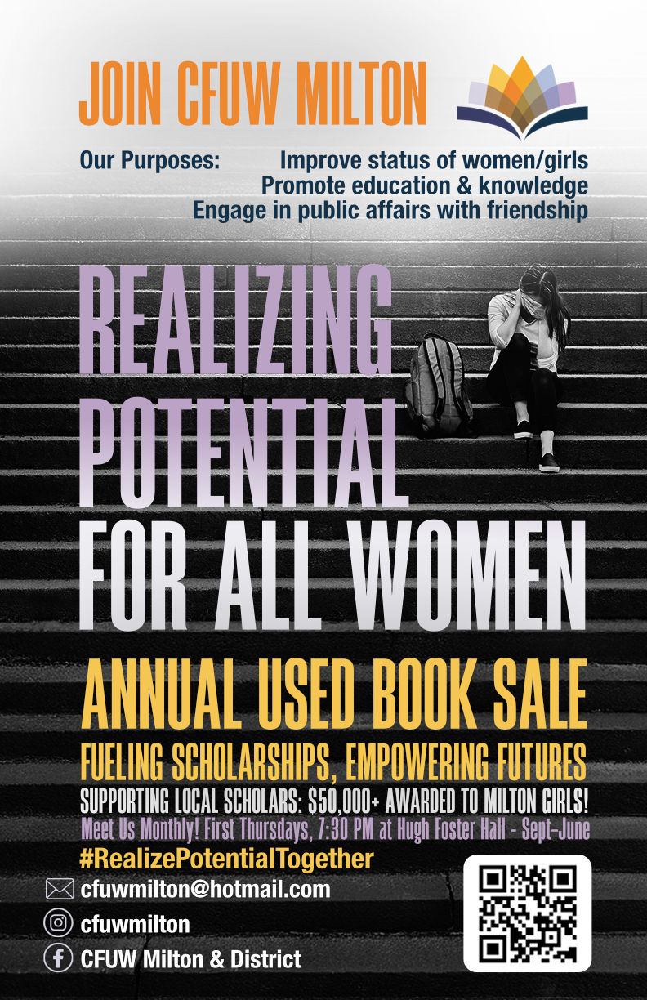 JOIN CFUW MILTON
Our Purposes: Improve status of women/girls
Promote education & knowledge
Engage in public affairs with friendship
REALIZING
POTENTIAL
FOR ALL WOMEN
ANNUAL USED BOOK SALE
FUELING SCHOLARSHIPS, EMPOWERING FUTURES
SUPPORTING LOCAL SCHOLARS: $50,000+ AWARDED TO MILTON GIRLS!
Meet Us Monthly! First Thursdays, 7:30 PM at Hugh Foster Hall - Sept–June
#RealizePotentialTogether
cfuwmilton@hotmail.com
cfuwmilton
CFUW Milton & District